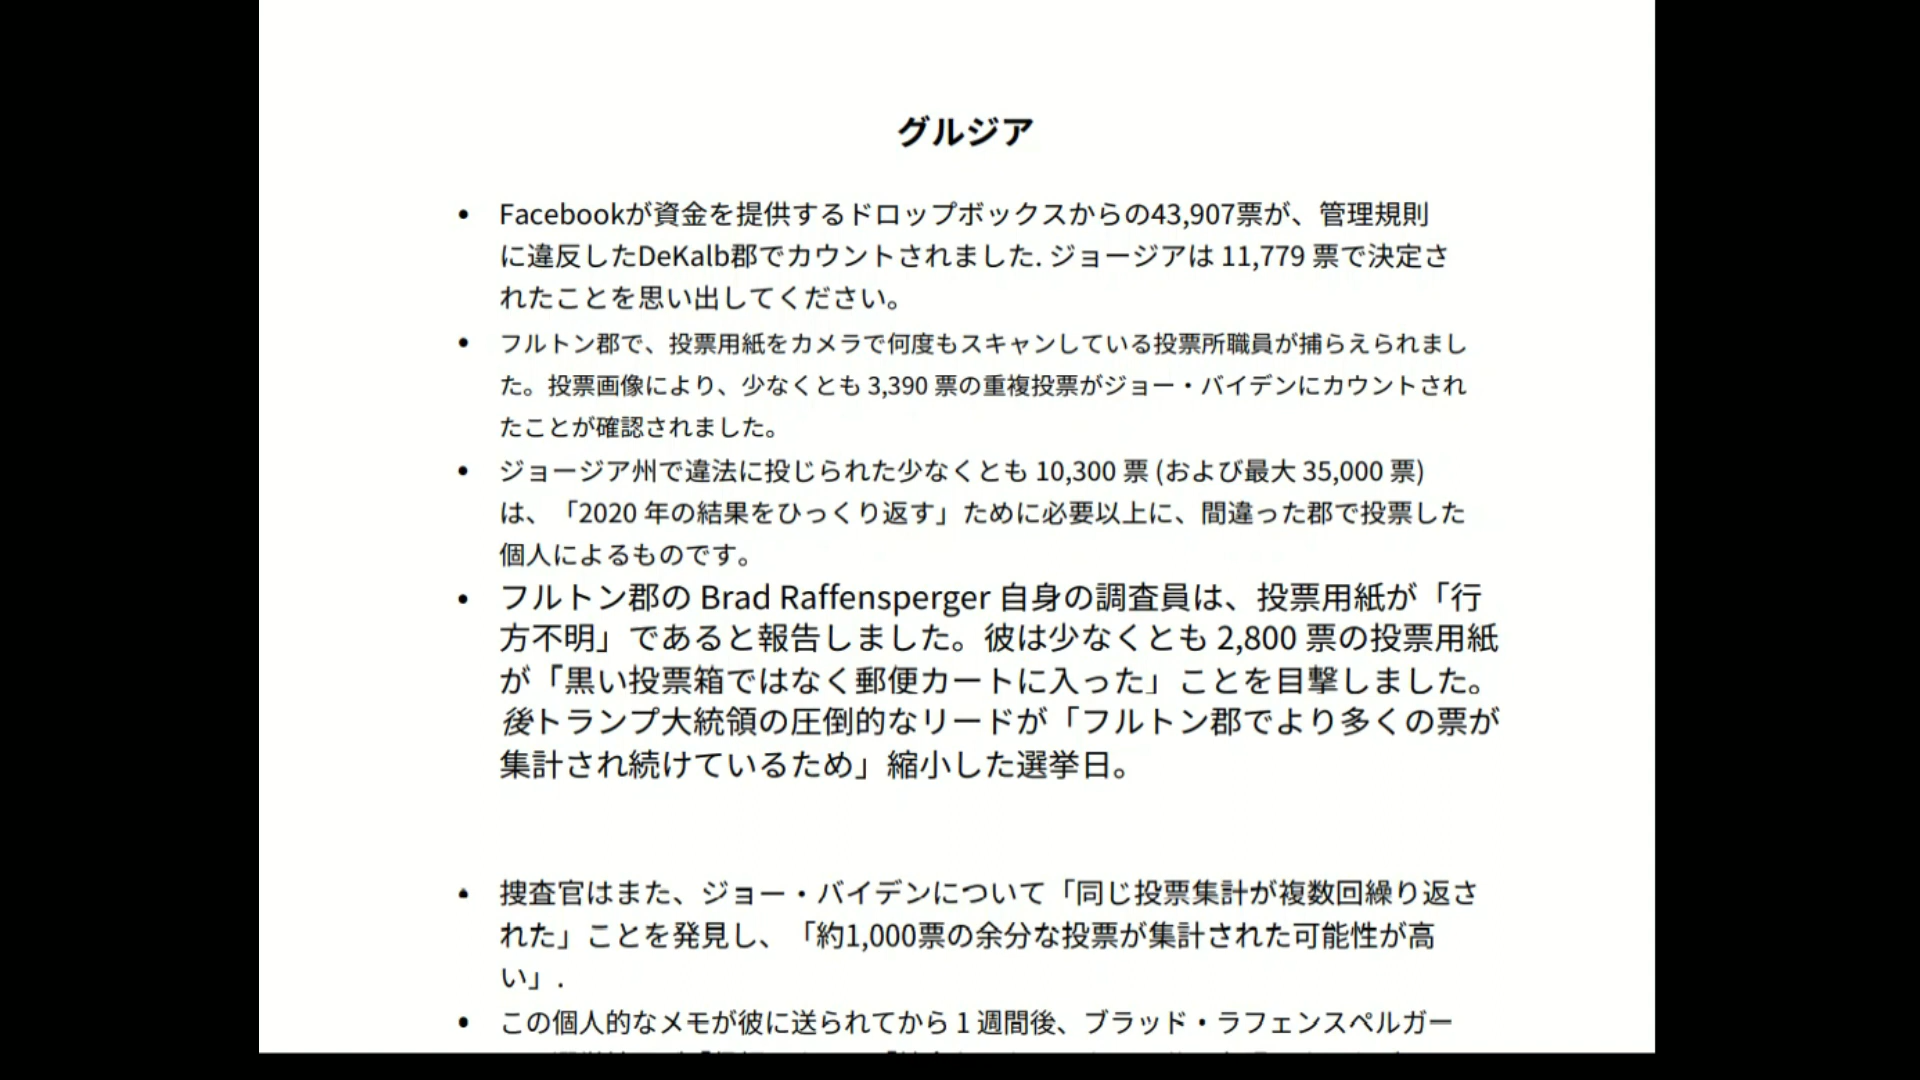 グルジア
• Facebookが資金を提供するドロップボックスからの43,907票が、管理規則
に違反したDeKalb郡でカウントされました. ジョージアは 11,779 票で決定さ
れたことを思い出してください。
• フルトン郡で、投票用紙をカメラで何度もスキャンしている投票所職員が捕らえられまし
た。投票画像により、少なくとも 3,390 票の重複投票がジョー・バイデンにカウントされ
たことが確認されました。
• ジョージア州で違法に投じられた少なくとも 10,300 票 (および最大 35,000 票)
は、「2020 年の結果をひっくり返す」ために必要以上に、間違った郡で投票した
個人によるものです。
• フルトン郡の Brad Raffensperger 自身の調査員は、投票用紙が「行
方不明」であると報告しました。彼は少なくとも 2,800 票の投票用紙
が「黒い投票箱ではなく郵便カートに入った」ことを目撃しました。
後トランプ大統領の圧倒的なリードが「フルトン郡でより多くの票が
集計され続けているため」縮小した選挙日。
• 捜査官はまた、ジョー・バイデンについて「同じ投票集計が複数回繰り返さ
れた」ことを発見し、「約1,000票の余分な投票が集計された可能性が高
い」.
• この個人的なメモが彼に送られてから 1 週間後、ブラッド・ラフェンスペルガー